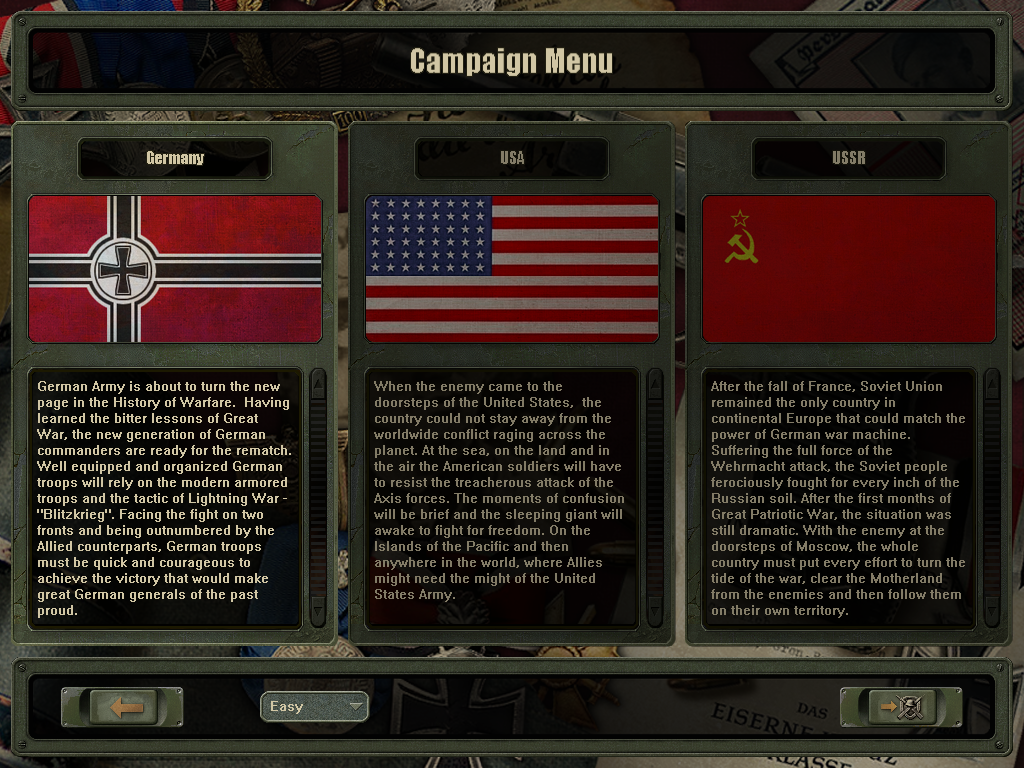 Campaign Menu
Germany
German Army is about to turn the new
page in the History of Warfare.  Having
learned the bitter lessons of Great
War, the new generation of German
commanders are ready for the rematch.
Well equipped and organized German
troops will rely on the modern armored
troops and the tactic of Lightning War -
"Blitzkrieg". Facing the fight on two
fronts and being outnumbered by the
Allied counterparts, German troops
must be quick and courageous to
achieve the victory that would make
great German generals of the past
proud.
USA
When the enemy came to the
doorsteps of the United States,  the
country could not stay away from the
worldwide conflict raging across the
planet. At the sea, on the land and in
the air the American soldiers will have
to resist the treacherous attack of the
Axis forces. The moments of confusion
will be brief and the sleeping giant will
awake to fight for freedom. On the
Islands of the Pacific and then
anywhere in the world, where Allies
might need the might of the United
States Army.
USSR
After the fall of France, Soviet Union
remained the only country in
continental Europe that could match the
power of German war machine.
Suffering the full force of the
Wehrmacht attack, the Soviet people
ferociously fought for every inch of the
Russian soil. After the first months of
Great Patriotic War, the situation was
still dramatic. With the enemy at the
doorsteps of Moscow, the whole
country must put every effort to turn the
tide of the war, clear the Motherland
from the enemies and then follow them
on their own territory.
Easy
DAS
EISERNE